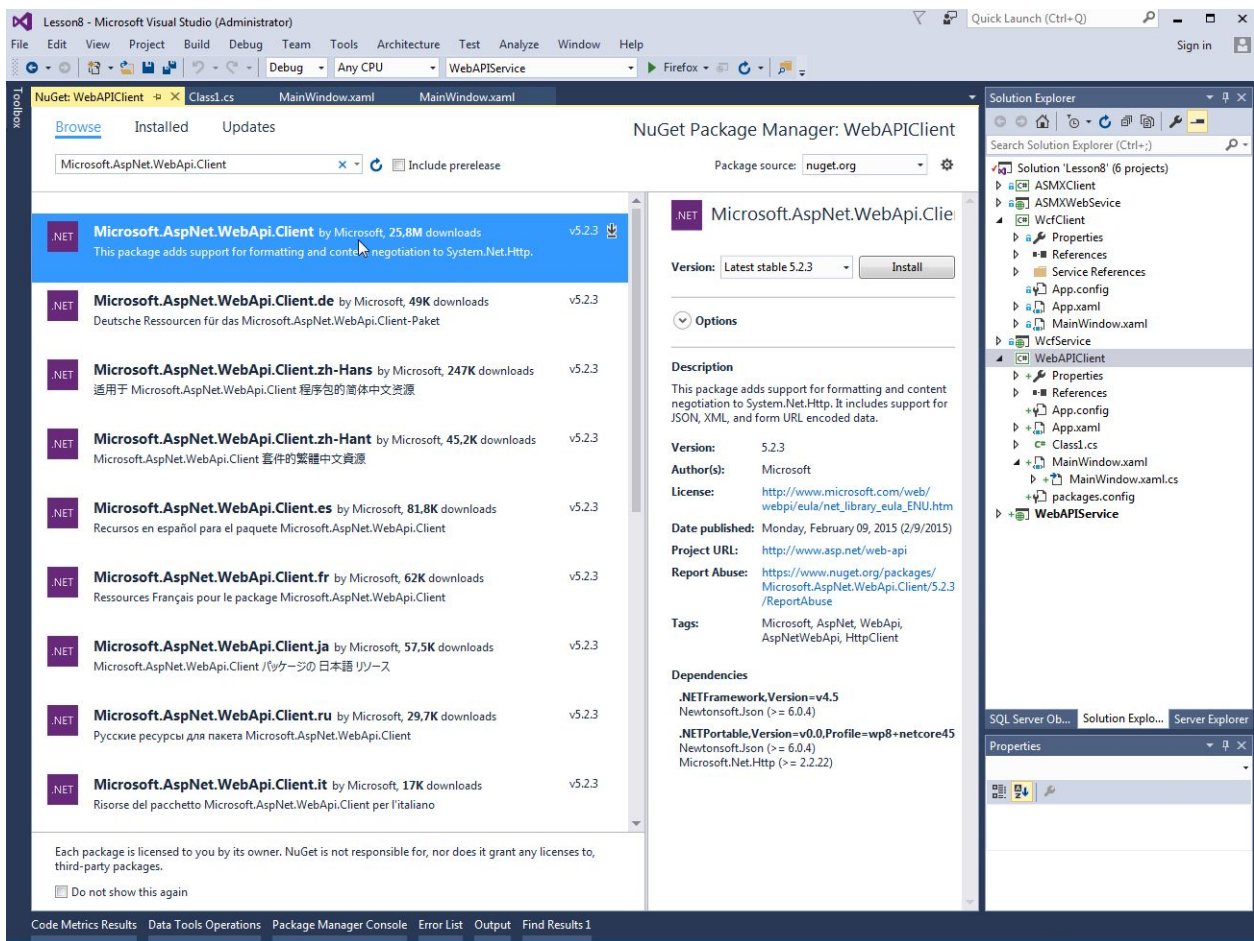 Lesson8 - Microsoft Visual Studio (Administrator)
Quick Launch (Ctrl+Q)
File Edit View Project Build Debug Team Tools Architecture Test Analyze Window Help
Sign in
Debug Any CPU WebAPIService Firefox
Toolbox
NuGet: WebAPIClient Class1.cs MainWindow.xaml MainWindow.xaml
Browse Installed Updates
NuGet Package Manager: WebAPIClient
Microsoft.AspNet.WebApi.Client
Include prerelease
Package source: nuget.org
Microsoft.AspNet.WebApi.Client by Microsoft, 25,8M downloads v5.2.3
This package adds support for formatting and content negotiation to System.Net.Http.
.NET
Microsoft.AspNet.WebApi.Client.de by Microsoft, 49K downloads v5.2.3
Deutsche Ressourcen für das Microsoft.AspNet.WebApi.Client-Paket
.NET
Microsoft.AspNet.WebApi.Client.zh-Hans by Microsoft, 247K downloads v5.2.3
适用于 Microsoft.AspNet.WebApi.Client 程序包的简体中文资源
.NET
Microsoft.AspNet.WebApi.Client.zh-Hant by Microsoft, 45,2K downloads v5.2.3
Microsoft.AspNet.WebApi.Client 套件的繁體中文資源
.NET
Microsoft.AspNet.WebApi.Client.es by Microsoft, 81,8K downloads v5.2.3
Recursos en español para el paquete Microsoft.AspNet.WebApi.Client
.NET
Microsoft.AspNet.WebApi.Client.fr by Microsoft, 62K downloads v5.2.3
Ressources Français pour le package Microsoft.AspNet.WebApi.Client
.NET
Microsoft.AspNet.WebApi.Client.ja by Microsoft, 57,5K downloads v5.2.3
Microsoft.AspNet.WebApi.Client パッケージの 日本語 リソース
.NET
Microsoft.AspNet.WebApi.Client.ru by Microsoft, 29,7K downloads v5.2.3
Русские ресурсы для пакета Microsoft.AspNet.WebApi.Client
.NET
Microsoft.AspNet.WebApi.Client.it by Microsoft, 17K downloads v5.2.3
Risorse del pacchetto Microsoft.AspNet.WebApi.Client per l'italiano
.NET
Each package is licensed to you by its owner. NuGet is not responsible for, nor does it grant any licenses to,
third-party packages.
Do not show this again
.NET
Microsoft.AspNet.WebApi.Clie
Version: Latest stable 5.2.3 Install
Options
Description
This package adds support for formatting and content
negotiation to System.Net.Http. It includes support for
JSON, XML, and form URL encoded data.
Version: 5.2.3
Author(s): Microsoft
License: http://www.microsoft.com/web/
webpi/eula/net_library_eula_ENU.htm
Date published: Monday, February 09, 2015 (2/9/2015)
Project URL: http://www.asp.net/web-api
Report Abuse: https://www.nuget.org/packages/
Microsoft.AspNet.WebApi.Client/5.2.3
/ReportAbuse
Tags: Microsoft, AspNet, WebApi,
AspNetWebApi, HttpClient
Dependencies
.NETFramework,Version=v4.5
Newtonsoft.Json (>= 6.0.4)
.NETPortable,Version=v0.0,Profile=wp8+netcore45
Newtonsoft.Json (>= 6.0.4)
Microsoft.Net.Http (>= 2.2.22)
Solution Explorer
Search Solution Explorer (Ctrl+;)
Solution 'Lesson8' (6 projects)
ASMXClient
ASMXWebSevice
WcfClient
Properties
References
Service References
App.config
App.xaml
MainWindow.xaml
WcfService
WebAPIClient
Properties
References
App.config
App.xaml
Class1.cs
MainWindow.xaml
MainWindow.xaml.cs
packages.config
WebAPIService
SQL Server Ob... Solution Explo... Server Explorer
Properties
Code Metrics Results Data Tools Operations Package Manager Console Error List Output Find Results 1